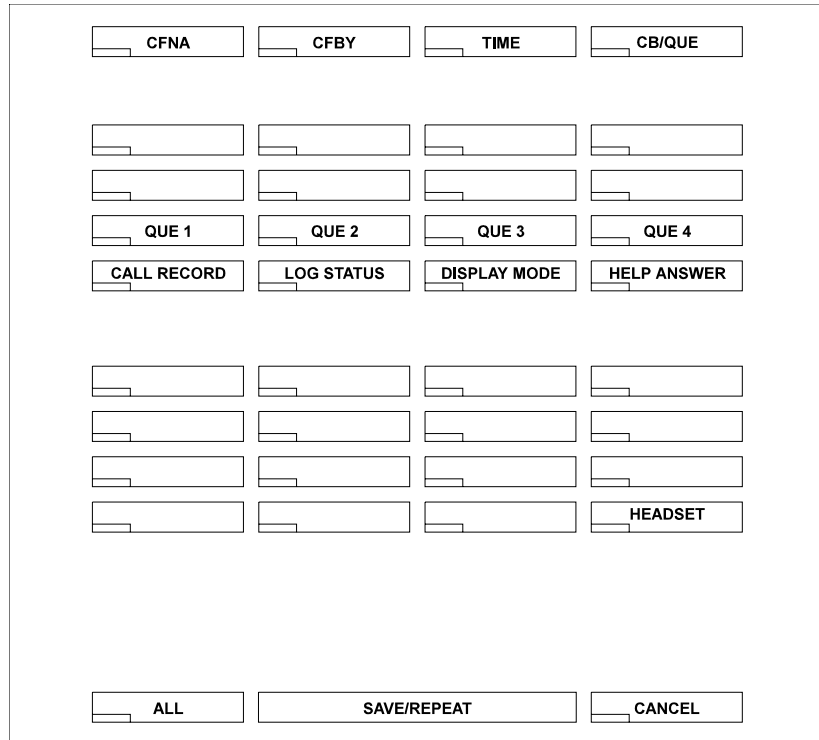 CFNA CFBY TIME CB/QUE
QUE 1 QUE 2 QUE 3 QUE 4
CALL RECORD LOG STATUS DISPLAY MODE HELP ANSWER
HEADSET
ALL SAVE/REPEAT CANCEL